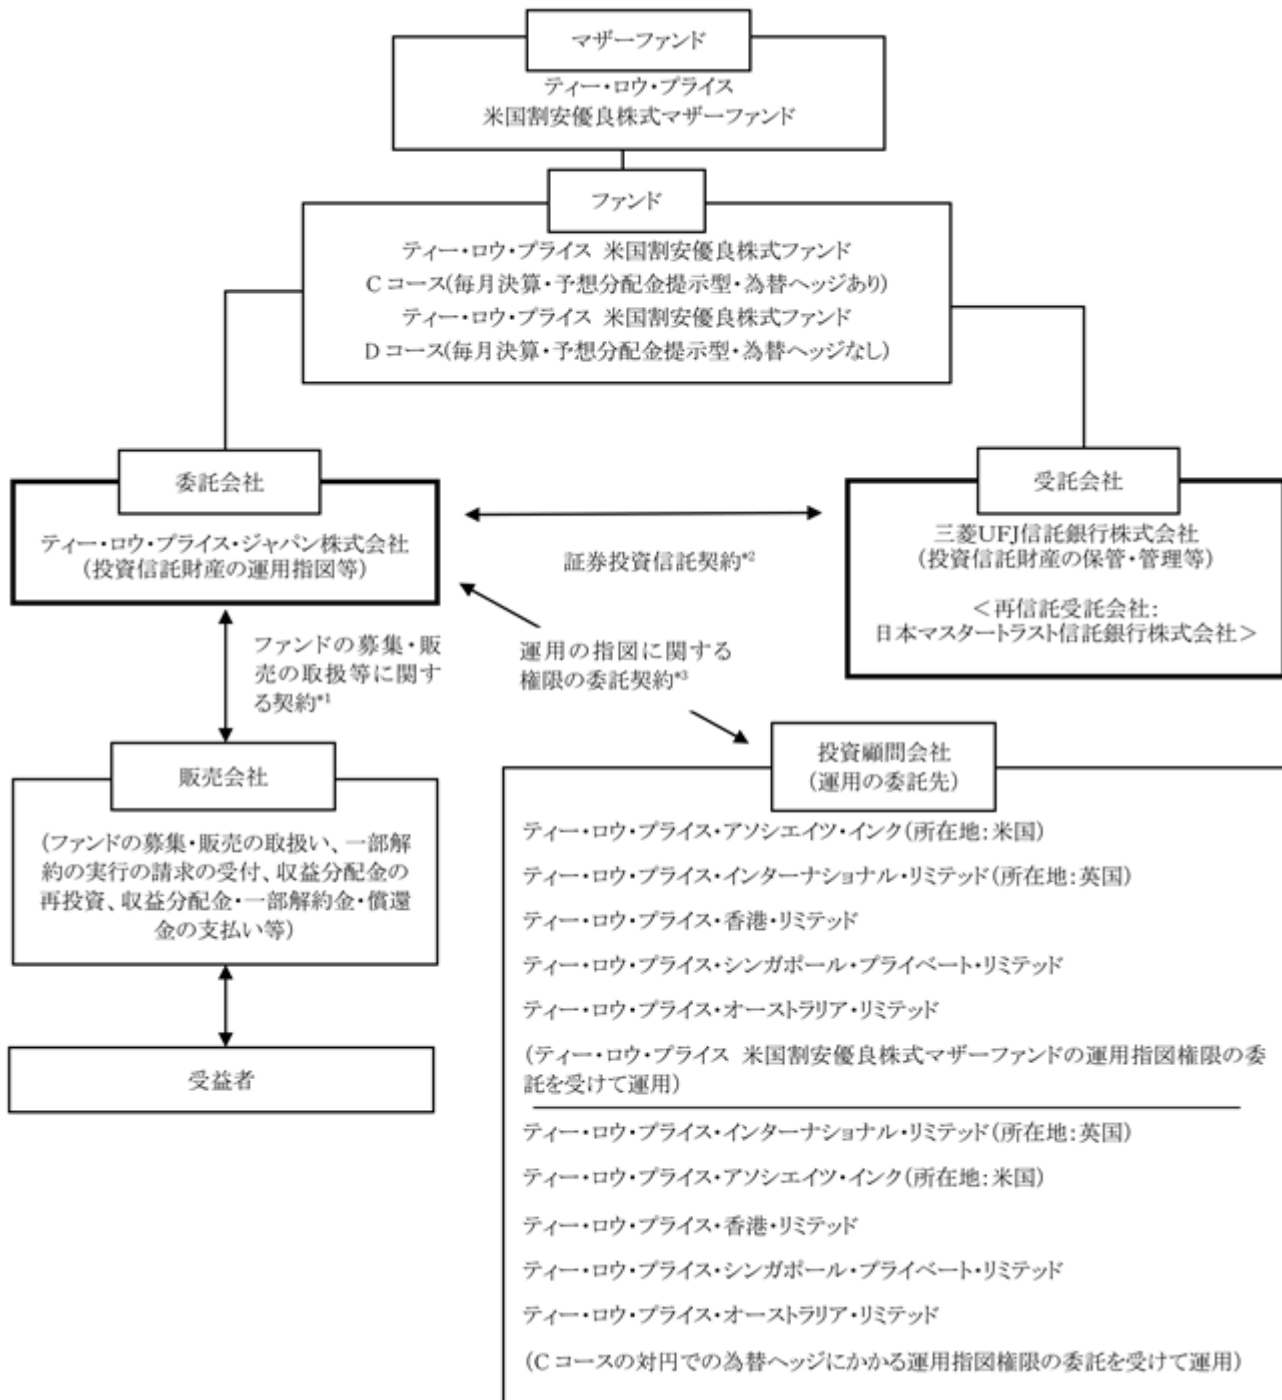 マザーファンド
ティー・ロウ・プライス
米国割安優良株式マザーファンド
ファンド
ティー・ロウ・プライス 米国割安優良株式ファンド
Cコース(毎月決算・予想分配金提示型・為替ヘッジあり)
ティー・ロウ・プライス 米国割安優良株式ファンド
Dコース(毎月決算・予想分配金提示型・為替ヘッジなし)
委託会社
ティー・ロウ・プライス・ジャパン株式会社
(投資信託財産の運用指図等)
証券投資信託契約*2
受託会社
三菱UFJ信託銀行株式会社
(投資信託財産の保管・管理等)
<再信託受託会社:
日本マスタートラスト信託銀行株式会社>
ファンドの募集・販
売の取扱等に関す
る契約*1
運用の指図に関する
権限の委託契約*3
販売会社
(ファンドの募集・販売の取扱い、一部解
約の実行の請求の受付、収益分配金の
再投資、収益分配金・一部解約金・償還
金の支払い等)
受益者
投資顧問会社
(運用の委託先)
ティー・ロウ・プライス・アソシエイツ・インク(所在地:米国)
ティー・ロウ・プライス・インターナショナル・リミテッド(所在地:英国)
ティー・ロウ・プライス・香港・リミテッド
ティー・ロウ・プライス・シンガポール・プライベート・リミテッド
ティー・ロウ・プライス・オーストラリア・リミテッド
(ティー・ロウ・プライス 米国割安優良株式マザーファンドの運用指図権限の委
託を受けて運用)
ティー・ロウ・プライス・インターナショナル・リミテッド(所在地:英国)
ティー・ロウ・プライス・アソシエイツ・インク(所在地:米国)
ティー・ロウ・プライス・香港・リミテッド
ティー・ロウ・プライス・シンガポール・プライベート・リミテッド
ティー・ロウ・プライス・オーストラリア・リミテッド
(Cコースの対円での為替ヘッジにかかる運用指図権限の委託を受けて運用)